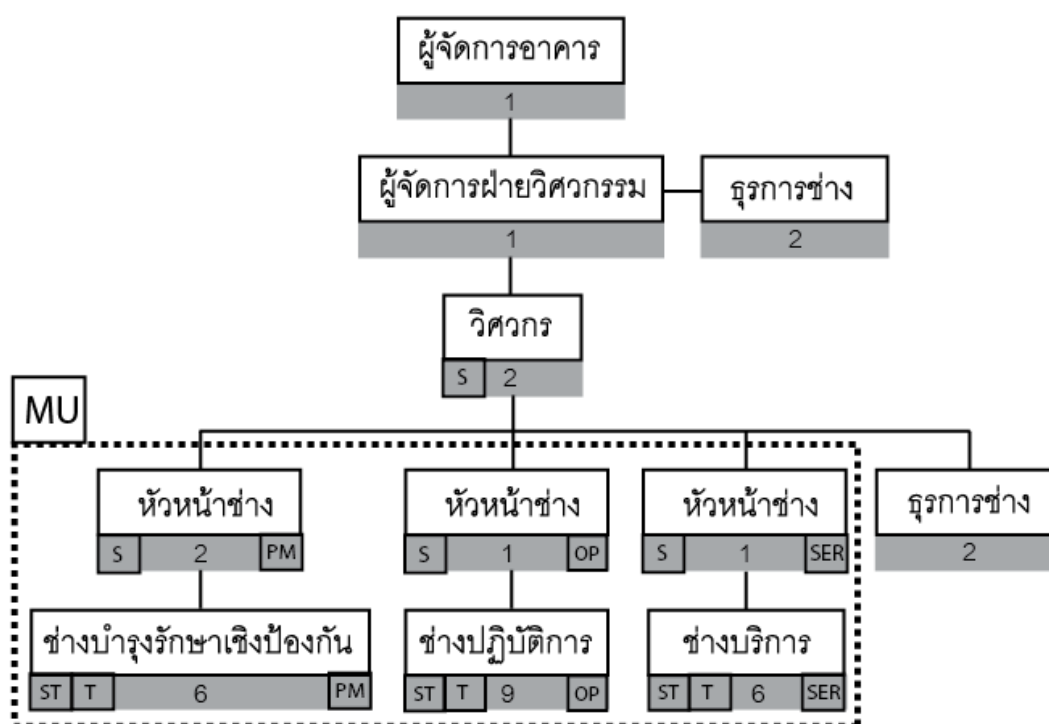 ผู้จัดการอาคาร
1
ผู้จัดการฝ่ายวิศวกรรม
1
ธุรการช่าง
2
วิศวกร
S 2
MU
หัวหน้าช่าง
S 2 PM
หัวหน้าช่าง
S 1 OP
หัวหน้าช่าง
S 1 SER
ธุรการช่าง
2
ช่างบำรุงรักษาเชิงป้องกัน
ST T 6 PM
ช่างปฏิบัติการ
ST T 9 OP
ช่างบริการ
ST T 6 SER